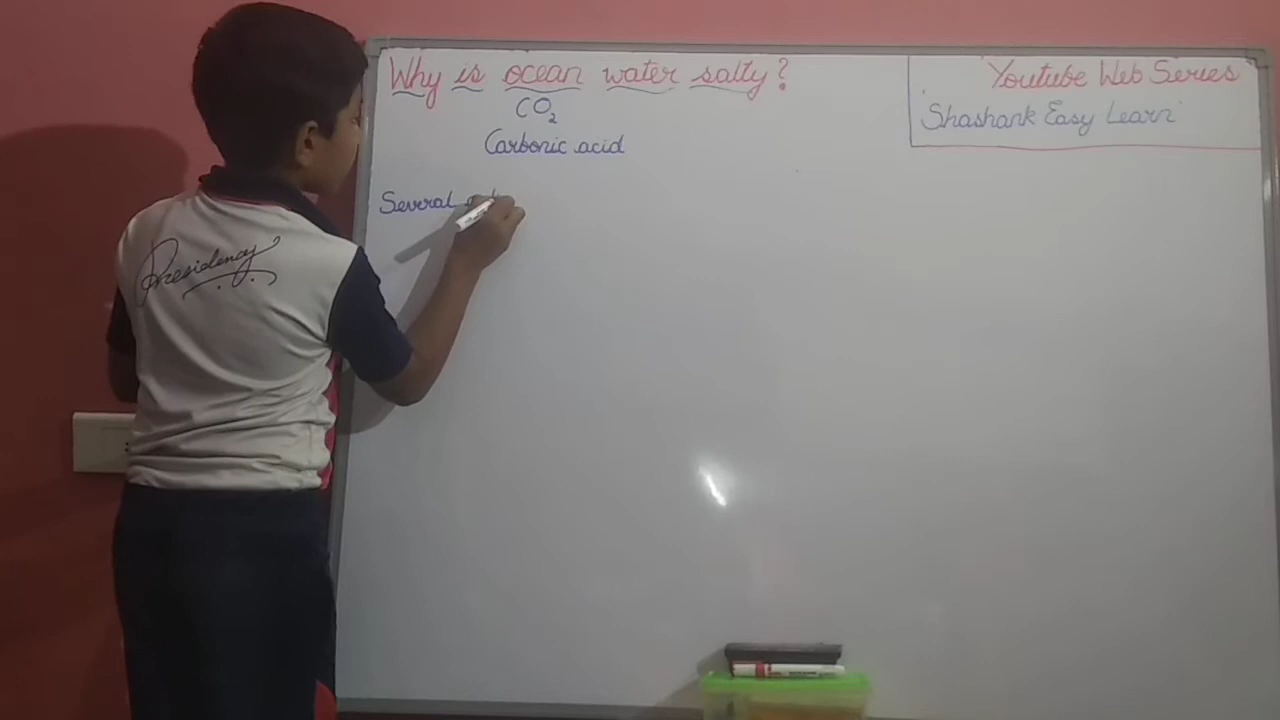 Why is ocean water salty?
CO₂
Carbonic acid
Several
Youtube Web Series
'Shashank Easy Learn'
Presidency